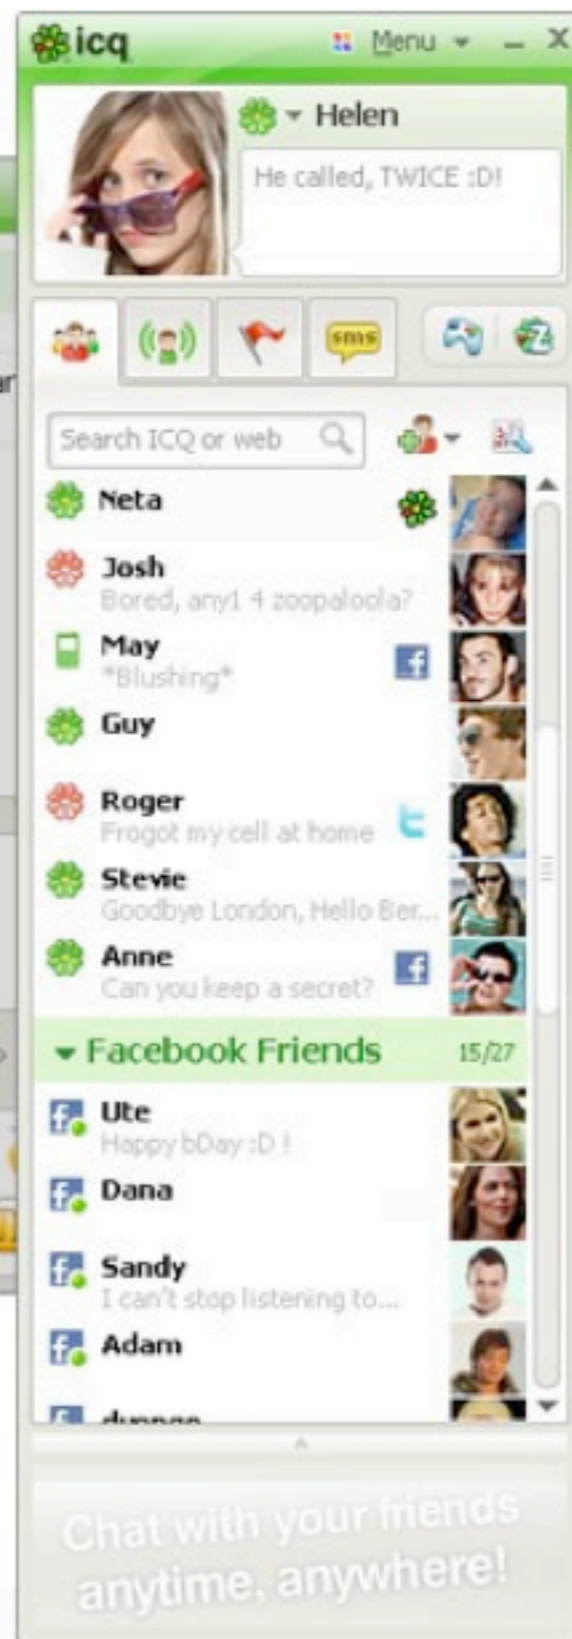 icq
Menu
Helen
He called, TWICE :D!
sms
Search ICQ or web
Neta
Josh
Bored, any1 4 zoopaloola?
May
*Blushing*
Guy
Roger
Frogot my cell at home
Stevie
Goodbye London, Hello Ber...
Anne
Can you keep a secret?
Facebook Friends 15/27
Ute
Happy bDay :D !
Dana
Sandy
I can't stop listening to...
Adam
Chat with your friends
anytime, anywhere!